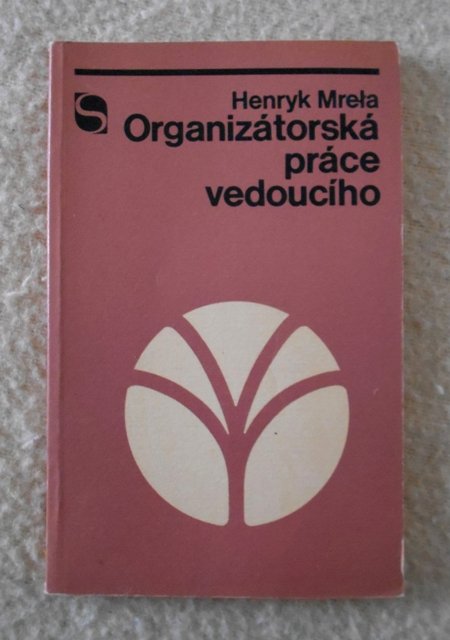 Henryk Mreła
S
Organizátorská
práce
vedoucího